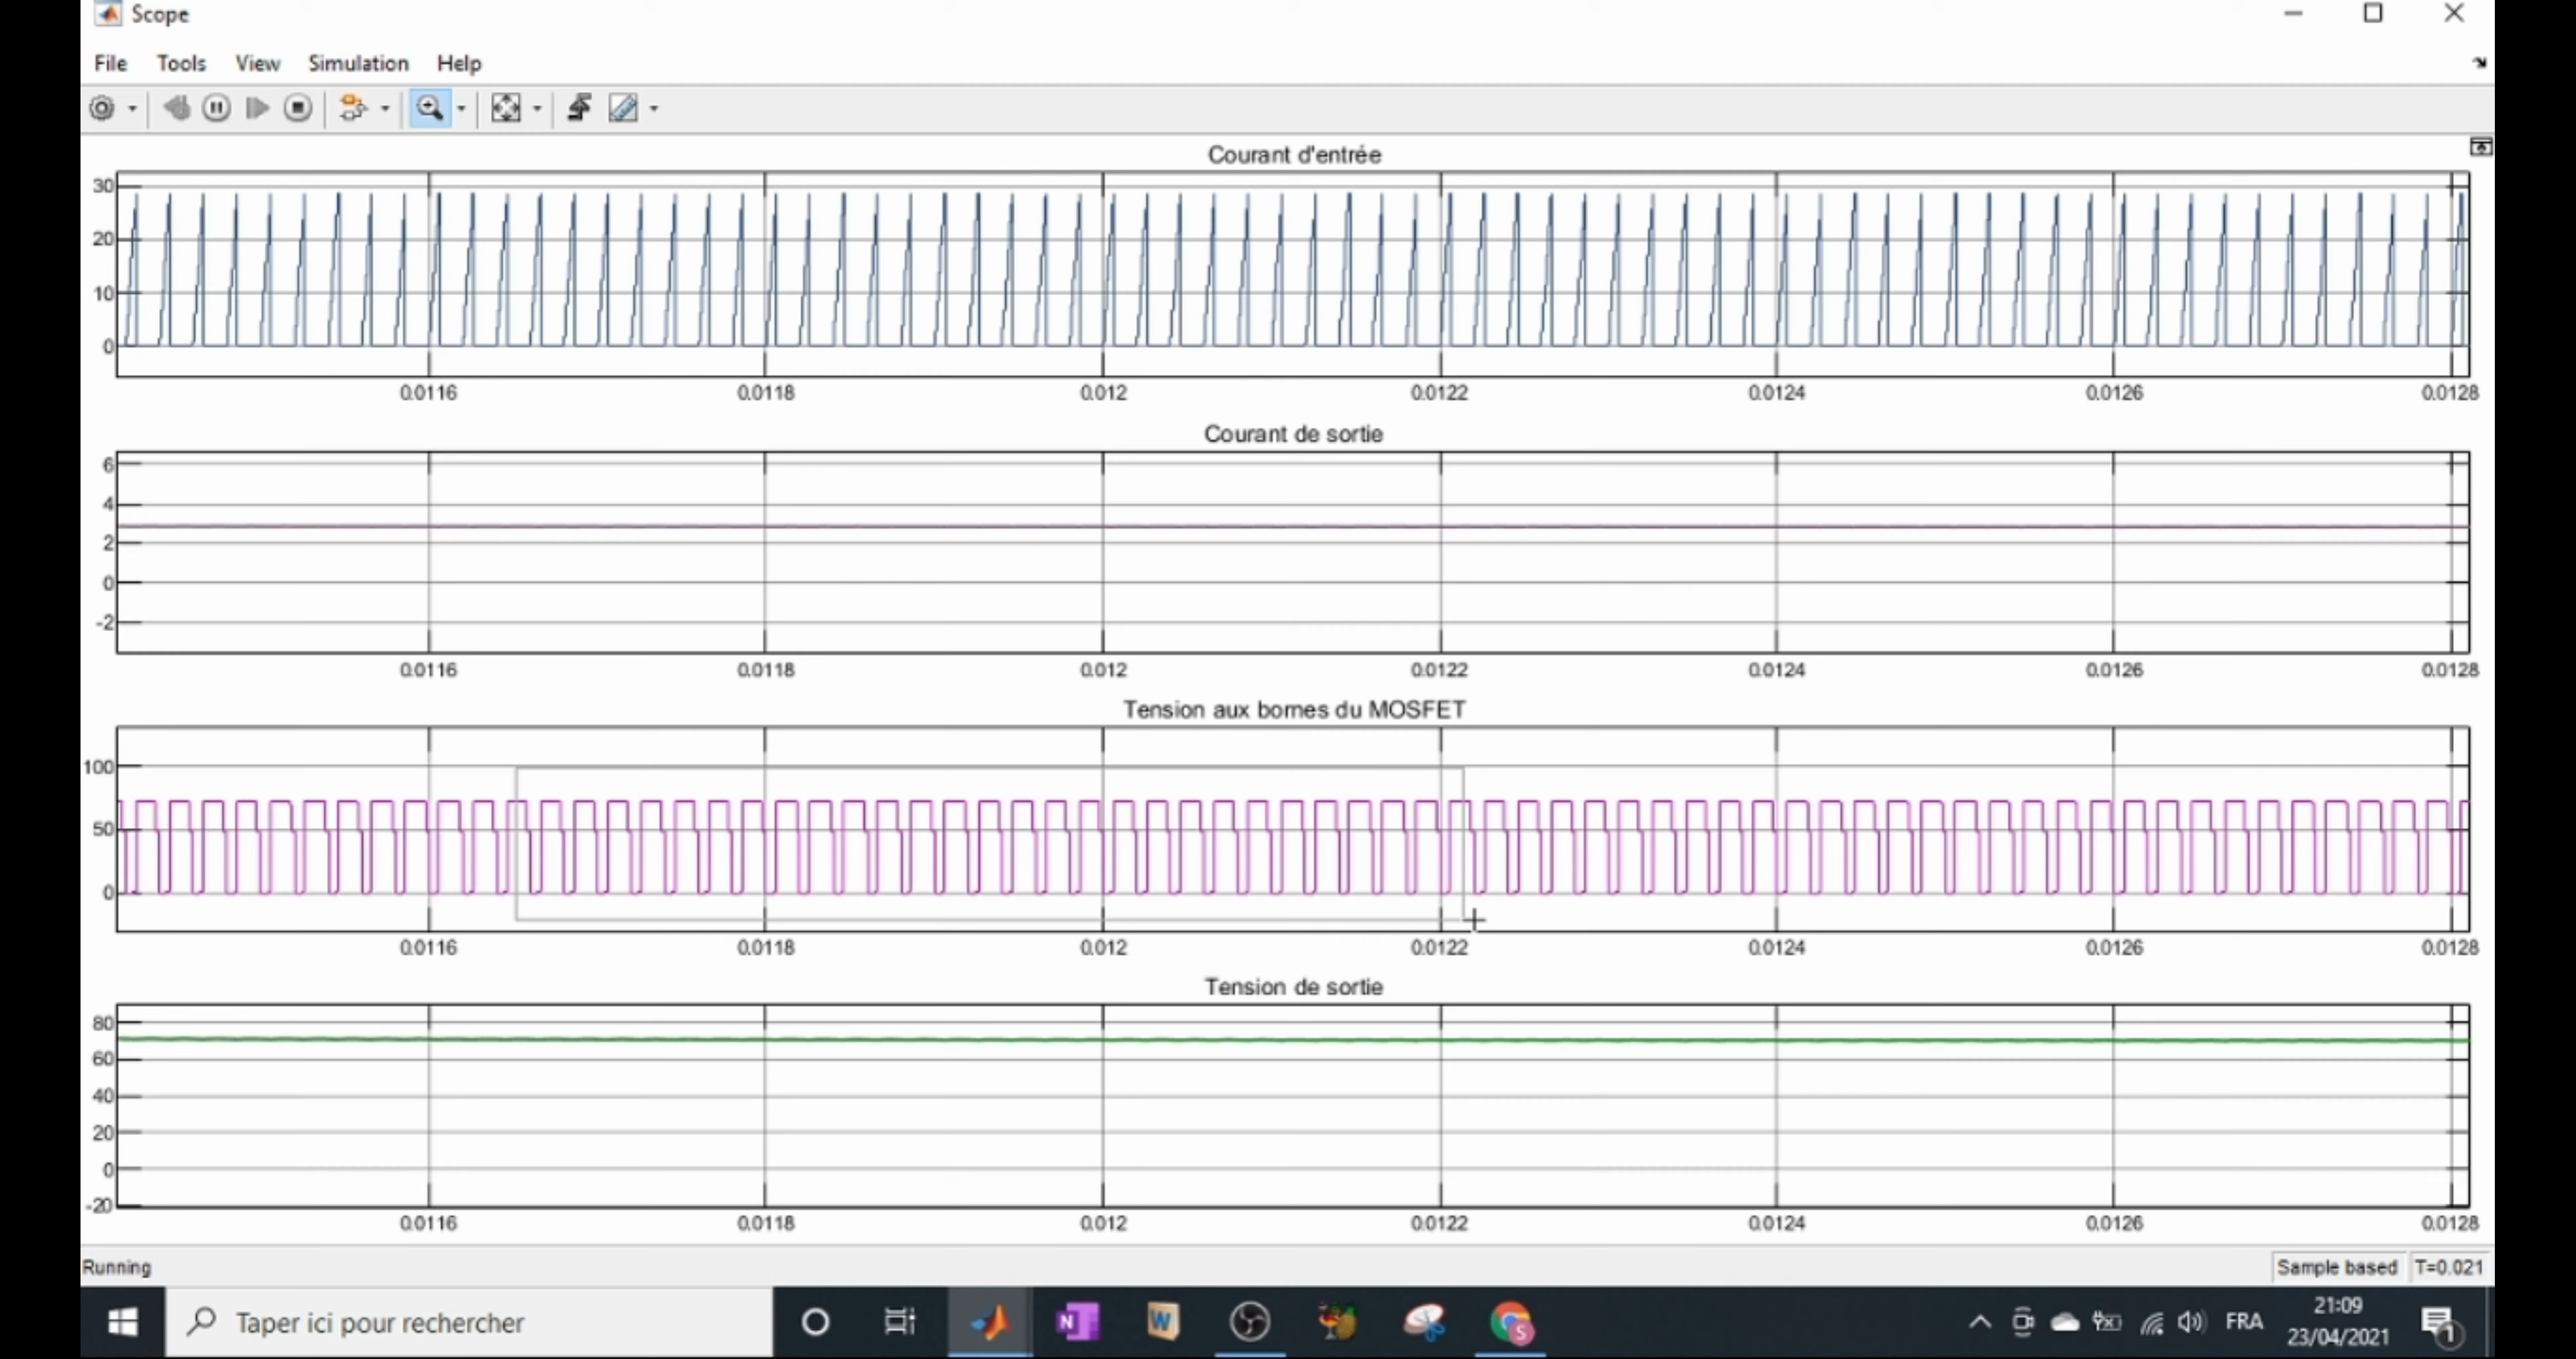 Scope
File Tools View Simulation Help
Courant d'entrée
30
20
10
0
0.0116 0.0118 0.012 0.0122 0.0124 0.0126 0.0128
Courant de sortie
6
4
2
0
-2
0.0116 0.0118 0.012 0.0122 0.0124 0.0126 0.0128
Tension aux bornes du MOSFET
100
50
0
0.0116 0.0118 0.012 0.0122 0.0124 0.0126 0.0128
Tension de sortie
80
60
40
20
0
-20
0.0116 0.0118 0.012 0.0122 0.0124 0.0126 0.0128
Running Sample based T=0.021
Taper ici pour rechercher
N
W
S
FRA
21:09
23/04/2021
1